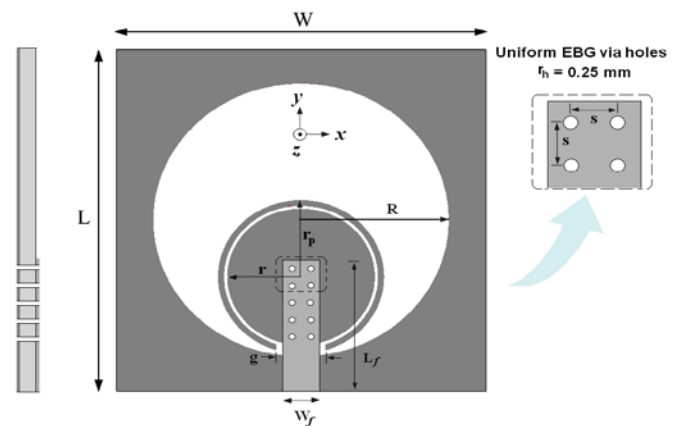 W
Uniform EBG via holes
r_h = 0.25 mm
y
x
z
s
s
L
R
r_p
r
g
L_f
W_f